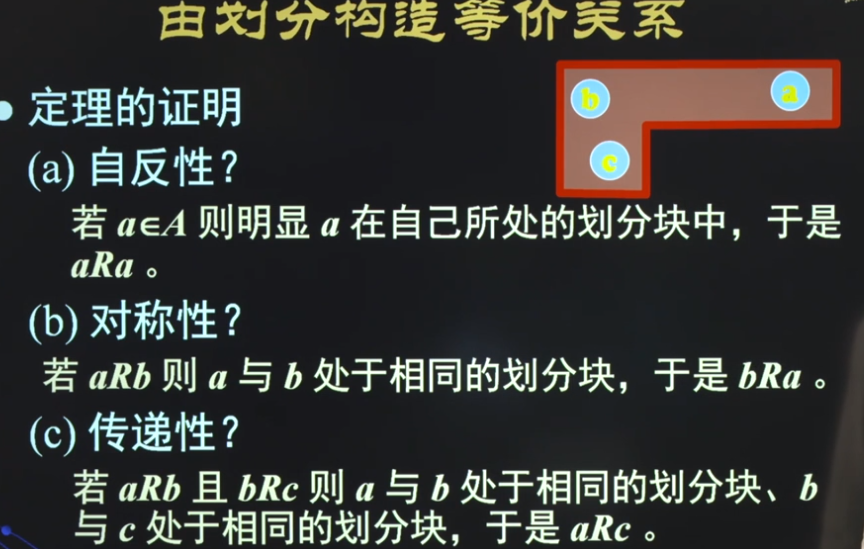 由划分构造等价关系
• 定理的证明
b a
c
(a) 自反性？
若 a∈A 则明显 a 在自己所处的划分块中，于是
aRa 。
(b) 对称性？
若 aRb 则 a 与 b 处于相同的划分块，于是 bRa 。
(c) 传递性？
若 aRb 且 bRc 则 a 与 b 处于相同的划分块、b
与 c 处于相同的划分块，于是 aRc 。